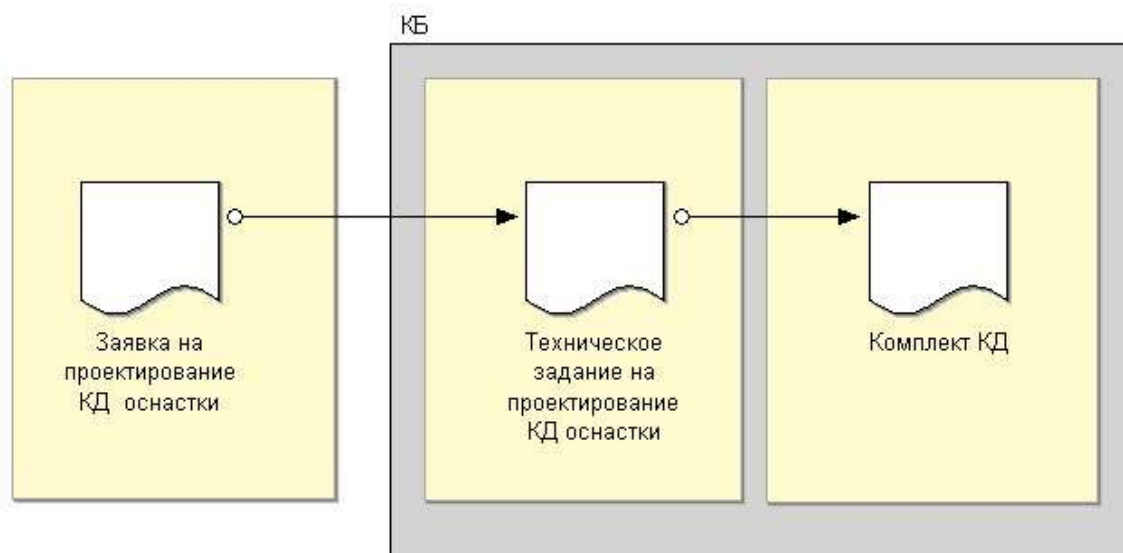 КБ
Заявка на
проектирование
КД оснастки
Техническое
задание на
проектирование
КД оснастки
Комплект КД